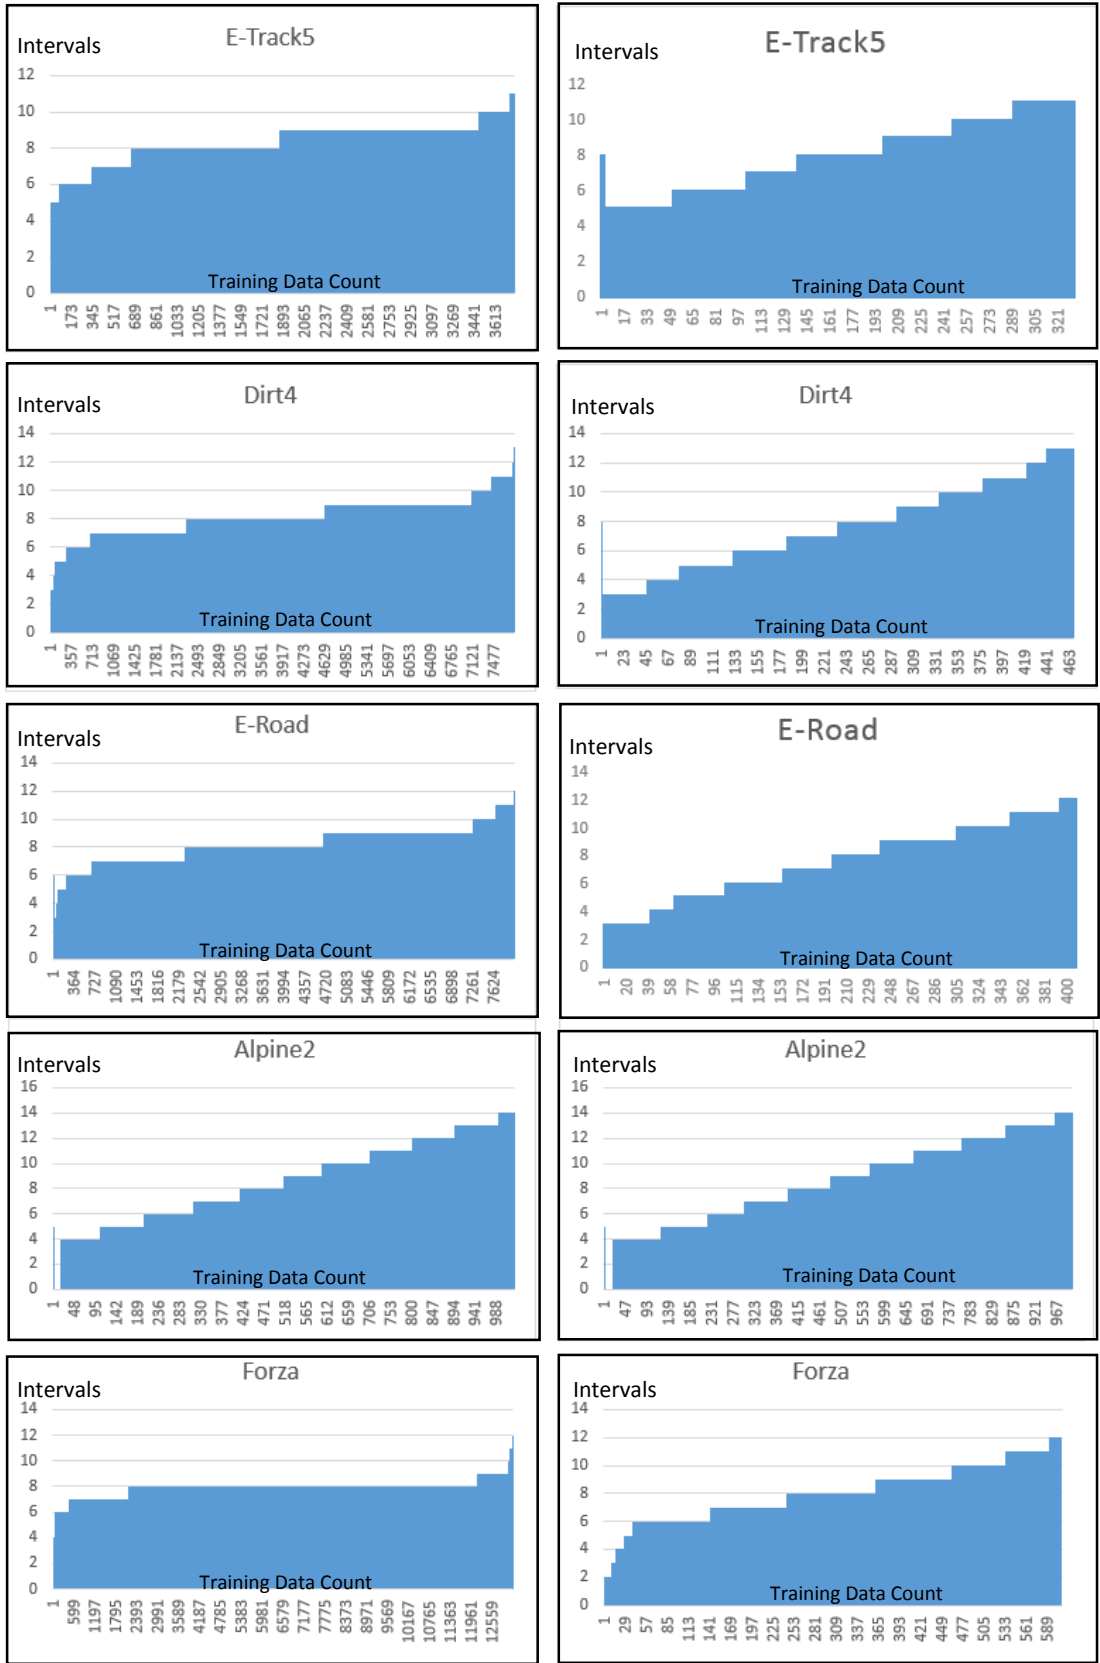 E-Track5
Intervals
12
10
8
6
4
2
0
Training Data Count
1 173 345 517 689 861 1033 1205 1377 1549 1721 1893 2065 2237 2409 2581 2753 2925 3097 3269 3441 3613
E-Track5
Intervals
12
10
8
6
4
2
0
Training Data Count
1 17 33 49 65 81 97 113 129 145 161 177 193 209 225 241 257 273 289 305 321
Dirt4
Intervals
14
12
10
8
6
4
2
0
Training Data Count
1 357 713 1069 1425 1781 2137 2493 2849 3205 3561 3917 4273 4629 4985 5341 5697 6053 6409 6765 7121 7477
Dirt4
Intervals
14
12
10
8
6
4
2
0
Training Data Count
1 23 45 67 89 111 133 155 177 199 221 243 265 287 309 331 353 375 397 419 441 463
E-Road
Intervals
14
12
10
8
6
4
2
0
Training Data Count
1 364 727 1090 1453 1816 2179 2542 2905 3268 3631 3994 4357 4720 5083 5446 5809 6172 6535 6898 7261 7624
E-Road
Intervals
14
12
10
8
6
4
2
0
Training Data Count
1 20 39 58 77 96 115 134 153 172 191 210 229 248 267 286 305 324 343 362 381 400
Alpine2
Intervals
16
14
12
10
8
6
4
2
0
Training Data Count
1 48 95 142 189 236 283 330 377 424 471 518 565 612 659 706 753 800 847 894 941 988
Alpine2
Intervals
16
14
12
10
8
6
4
2
0
Training Data Count
1 47 93 139 185 231 277 323 369 415 461 507 553 599 645 691 737 783 829 875 921 967
Forza
Intervals
14
12
10
8
6
4
2
0
Training Data Count
1 599 1197 1795 2393 2991 3589 4187 4785 5383 5981 6579 7177 7775 8373 8971 9569 10167 10765 11363 11961 12559
Forza
Intervals
14
12
10
8
6
4
2
0
Training Data Count
1 29 57 85 113 141 169 197 225 253 281 309 337 365 393 421 449 477 505 533 561 589